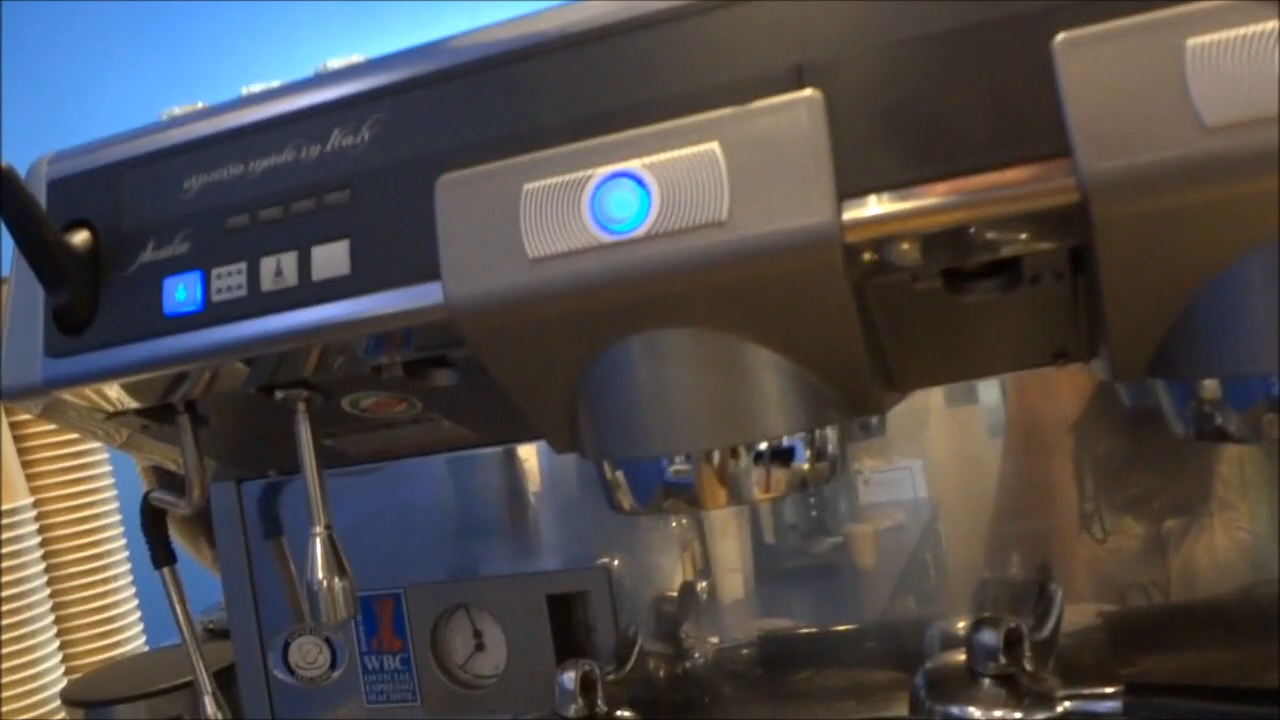 espresso made in Italy
Aurelia
WBC
OFFICIAL
ESPRESSO
MACHINE